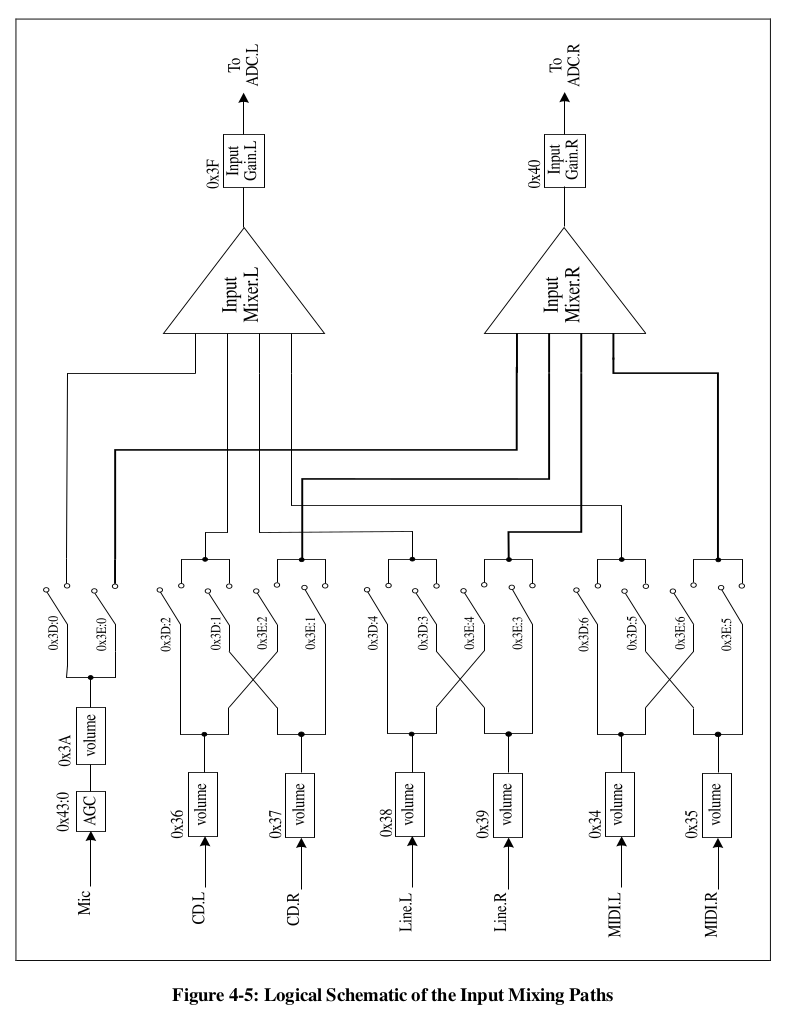 To
ADC.L
To
ADC.R
0x3F
Input
Gain.L
0x40
Input
Gain.R
Input
Mixer.L
Input
Mixer.R
0x3D:0
0x3E:0
0x3D:2
0x3D:1
0x3E:2
0x3E:1
0x3D:4
0x3D:3
0x3E:4
0x3E:3
0x3D:6
0x3D:5
0x3E:6
0x3E:5
0x3A
volume
0x43:0
AGC
0x36
volume
0x37
volume
0x38
volume
0x39
volume
0x34
volume
0x35
volume
Mic
CD.L
CD.R
Line.L
Line.R
MIDI.L
MIDI.R
Figure 4-5: Logical Schematic of the Input Mixing Paths